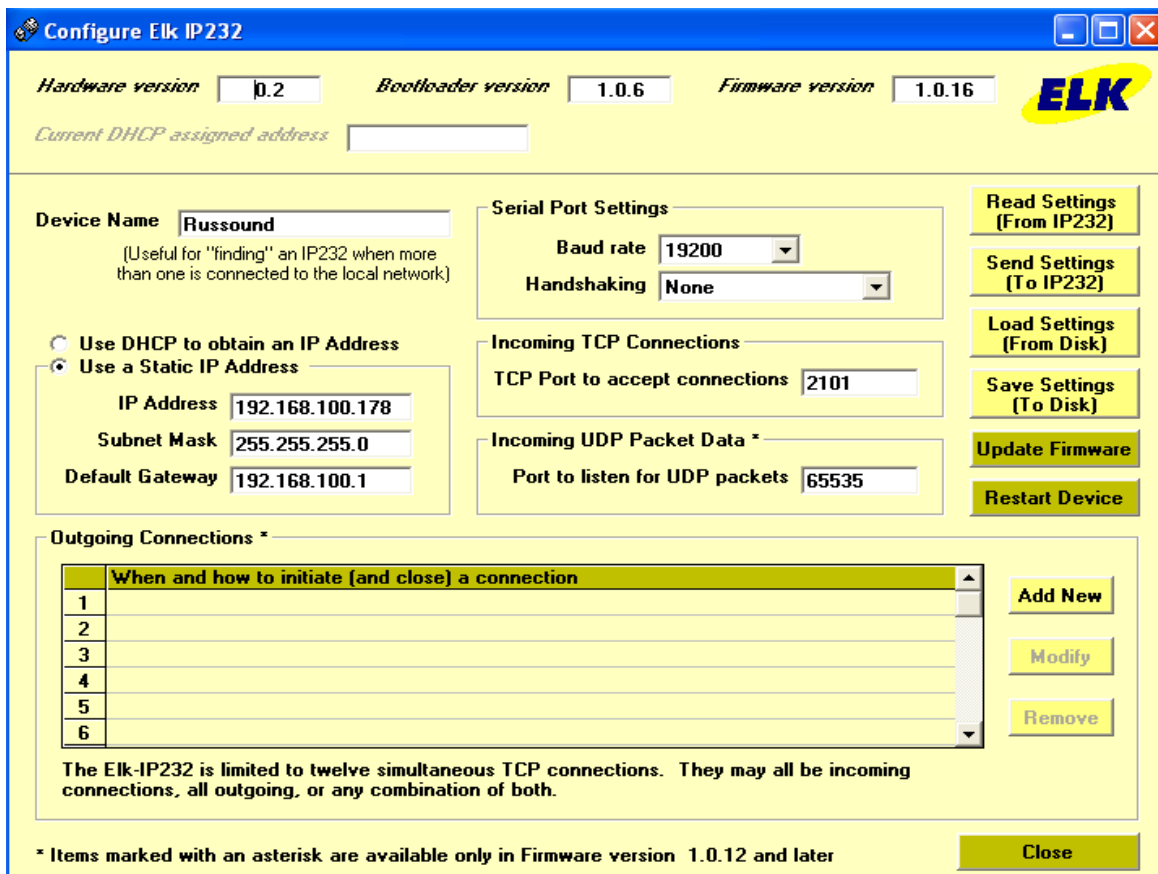 Configure Elk IP232
Hardware version 0.2 Bootloader version 1.0.6 Firmware version 1.0.16
ELK
Current DHCP assigned address
Device Name Russound
(Useful for "finding" an IP232 when more
than one is connected to the local network)
Use DHCP to obtain an IP Address
Use a Static IP Address
IP Address 192.168.100.178
Subnet Mask 255.255.255.0
Default Gateway 192.168.100.1
Serial Port Settings
Baud rate 19200
Handshaking None
Incoming TCP Connections
TCP Port to accept connections 2101
Incoming UDP Packet Data *
Port to listen for UDP packets 65535
Read Settings
(From IP232)
Send Settings
(To IP232)
Load Settings
(From Disk)
Save Settings
(To Disk)
Update Firmware
Restart Device
Outgoing Connections *
When and how to initiate (and close) a connection
1
2
3
4
5
6
Add New
Modify
Remove
The Elk-IP232 is limited to twelve simultaneous TCP connections. They may all be incoming
connections, all outgoing, or any combination of both.
* Items marked with an asterisk are available only in Firmware version 1.0.12 and later
Close